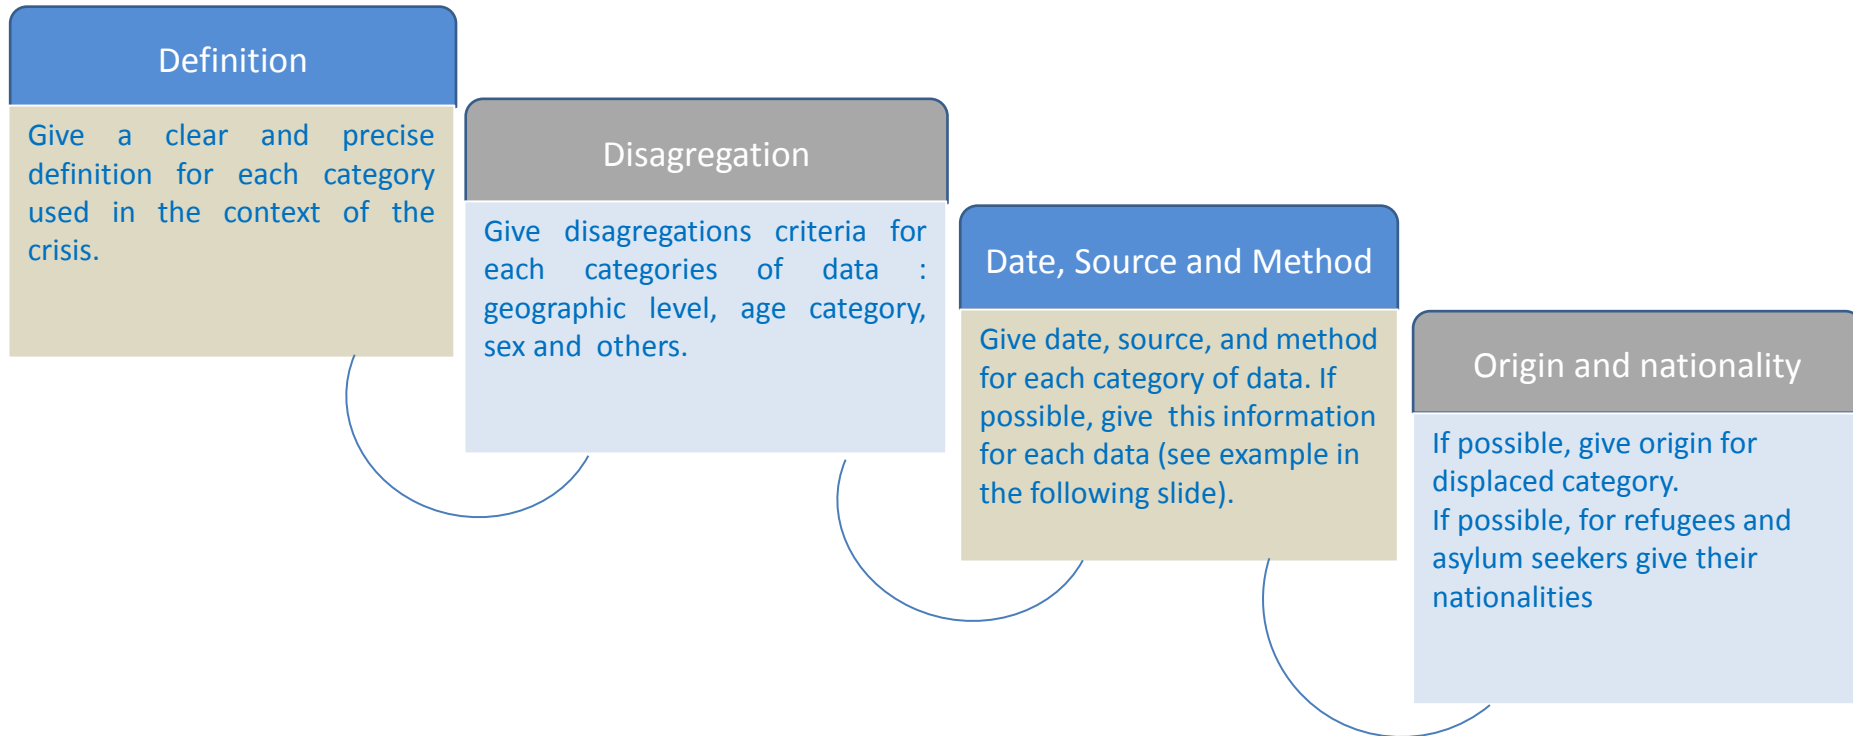 Definition
Give a clear and precise
definition for each category
used in the context of the
crisis.
Disagregation
Give disagregations criteria for
each categories of data :
geographic level, age category,
sex and others.
Date, Source and Method
Give date, source, and method
for each category of data. If
possible, give this information
for each data (see example in
the following slide).
Origin and nationality
If possible, give origin for
displaced category.
If possible, for refugees and
asylum seekers give their
nationalities